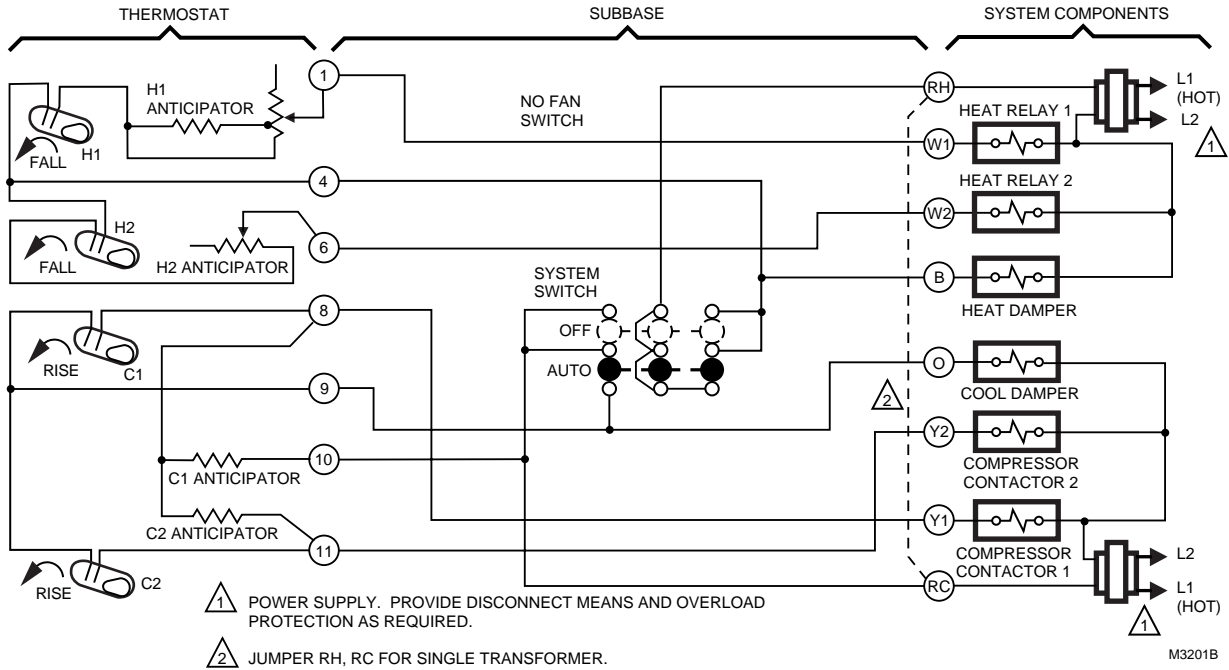 THERMOSTAT
SUBBASE
SYSTEM COMPONENTS
H1
ANTICIPATOR
1
NO FAN
SWITCH
RH
L1
(HOT)
L2
1
HEAT RELAY 1
W1
H1
FALL
4
HEAT RELAY 2
W2
H2
FALL
H2 ANTICIPATOR
6
SYSTEM
SWITCH
B
HEAT DAMPER
8
OFF
AUTO
C1
RISE
9
2
O
COOL DAMPER
Y2
COMPRESSOR
CONTACTOR 2
10
C1 ANTICIPATOR
C2 ANTICIPATOR
11
Y1
COMPRESSOR
CONTACTOR 1
L2
L1
(HOT)
1
RC
C2
RISE
1 POWER SUPPLY. PROVIDE DISCONNECT MEANS AND OVERLOAD
PROTECTION AS REQUIRED.
2 JUMPER RH, RC FOR SINGLE TRANSFORMER.
M3201B